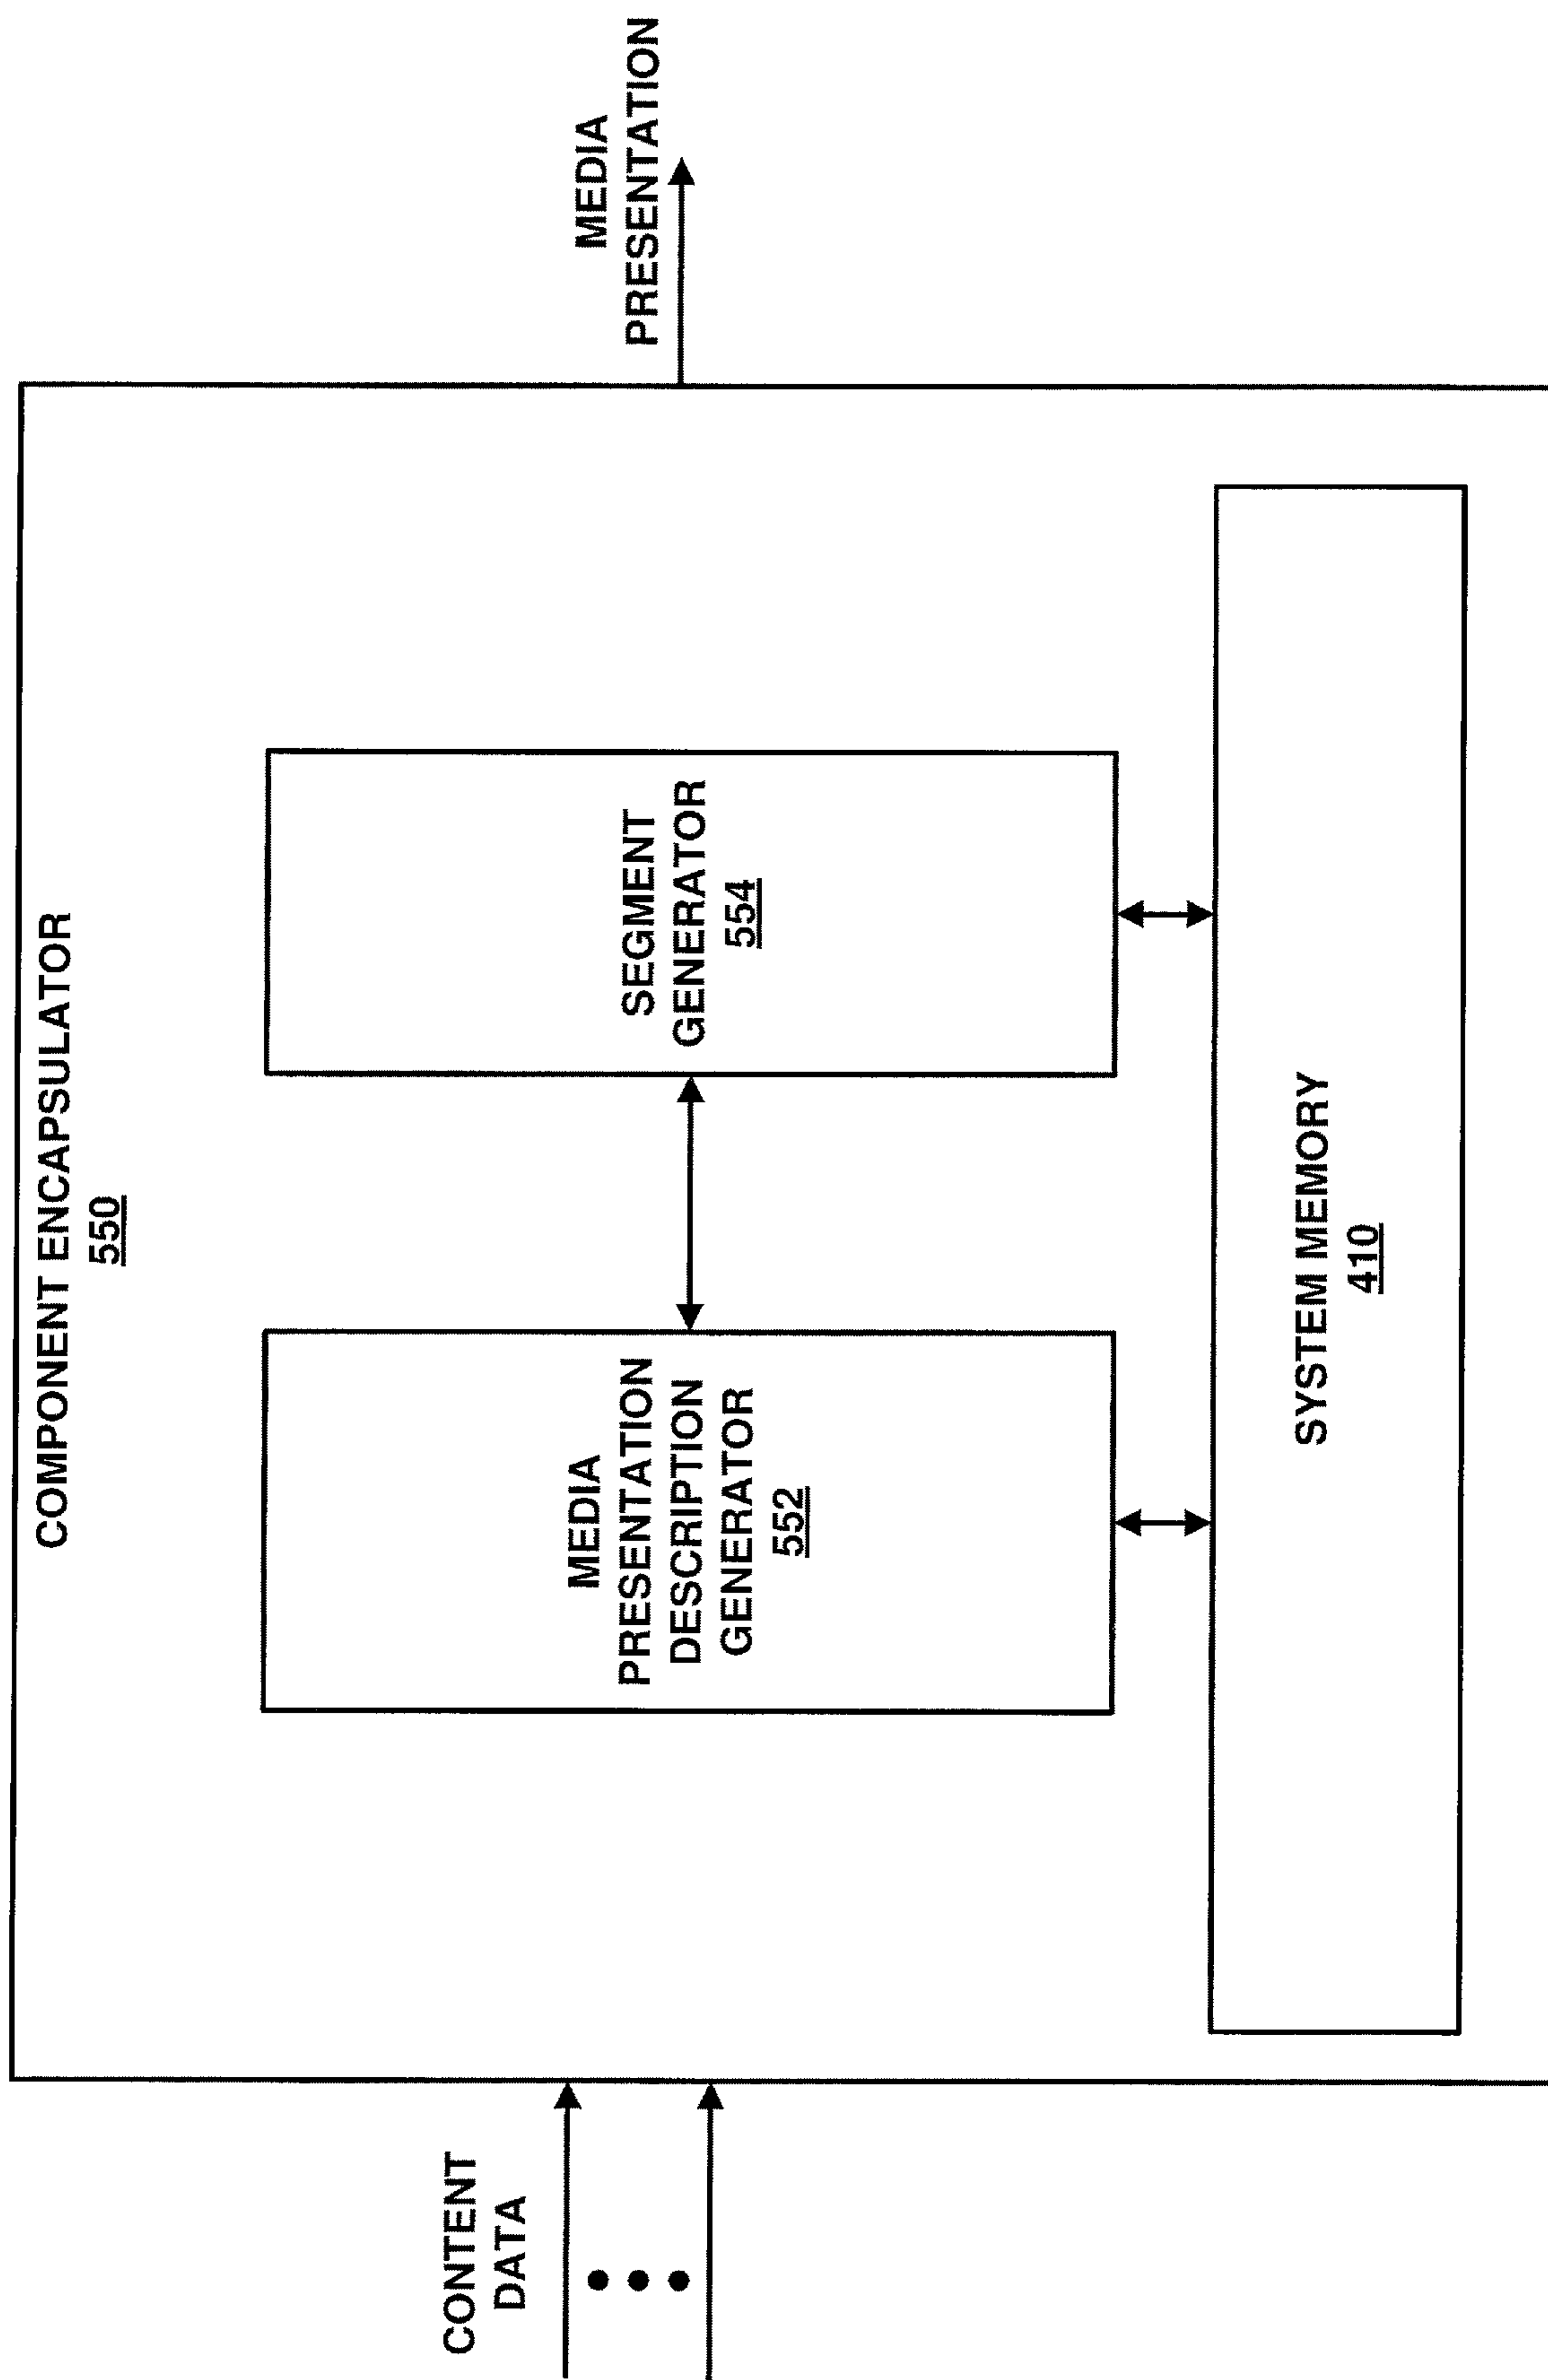 COMPONENT ENCAPSULATOR
550
CONTENT
DATA
MEDIA
PRESENTATION
DESCRIPTION
GENERATOR
552
SEGMENT
GENERATOR
554
MEDIA
PRESENTATION
SYSTEM MEMORY
410